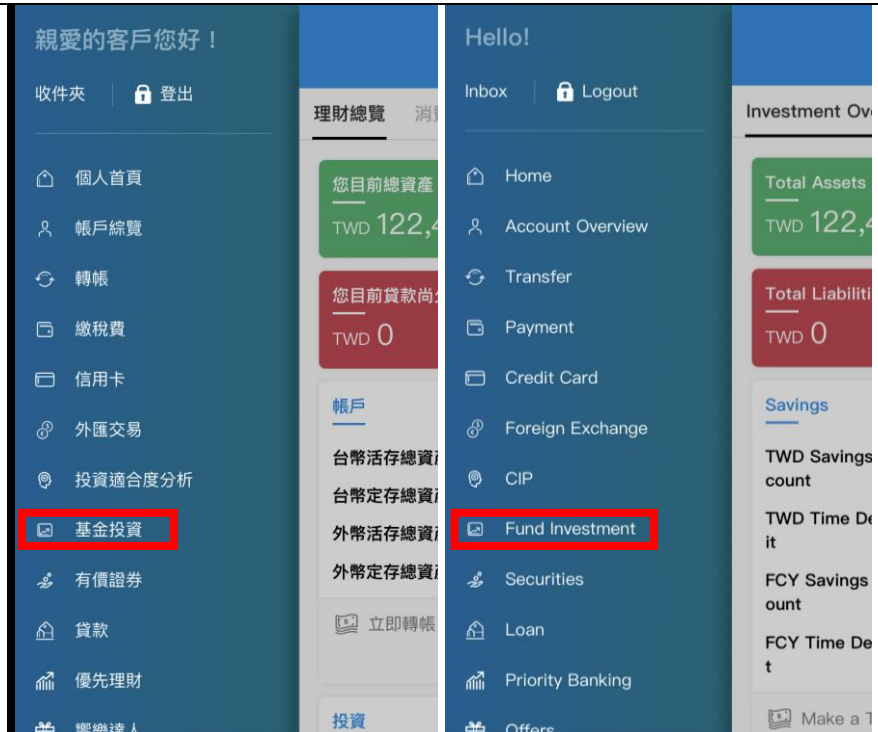 親愛的客戶您好！
收件夾
登出
個人首頁
帳戶綜覽
轉帳
繳稅費
信用卡
外匯交易
投資適合度分析
基金投資
有價證券
貸款
優先理財
理財總覽
您目前總資產
TWD 122,4
您目前貸款尚
TWD 0
帳戶
台幣活存總資
台幣定存總資
外幣活存總資
外幣定存總資
立即轉帳
投資
Hello!
Inbox
Logout
Home
Account Overview
Transfer
Payment
Credit Card
Foreign Exchange
CIP
Fund Investment
Securities
Loan
Priority Banking
Offers
Investment Ov
Total Assets
TWD 122,4
Total Liabiliti
TWD 0
Savings
TWD Savings
count
TWD Time De
it
FCY Savings
ount
FCY Time De
t
Make a T